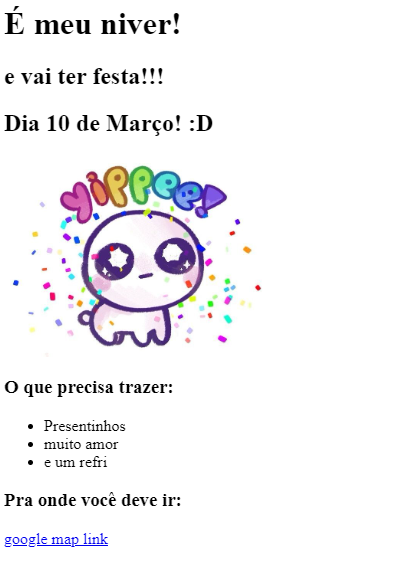 É meu niver!
e vai ter festa!!!
Dia 10 de Março! :D
yippee!
O que precisa trazer:
Presentinhos
muito amor
e um refri
Pra onde você deve ir:
google map link